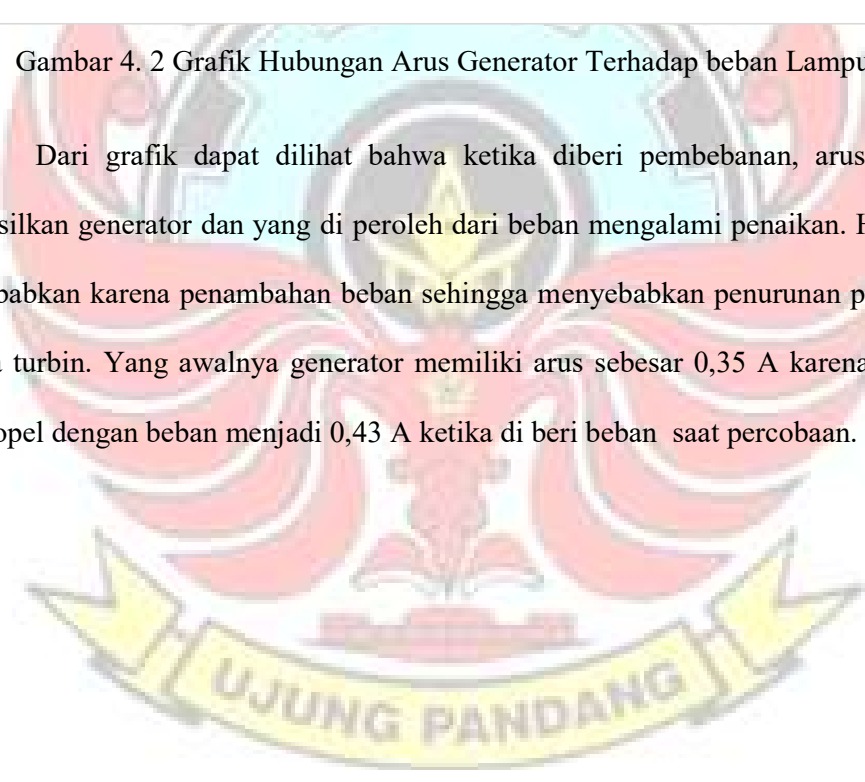 Gambar 4. 2 Grafik Hubungan Arus Generator Terhadap beban Lampu
Dari grafik dapat dilihat bahwa ketika diberi pembebanan, arus
silkan generator dan yang di peroleh dari beban mengalami penaikan. H
babkan karena penambahan beban sehingga menyebabkan penurunan p
a turbin. Yang awalnya generator memiliki arus sebesar 0,35 A karena
opel dengan beban menjadi 0,43 A ketika di beri beban saat percobaan.
UJUNG PANDANG